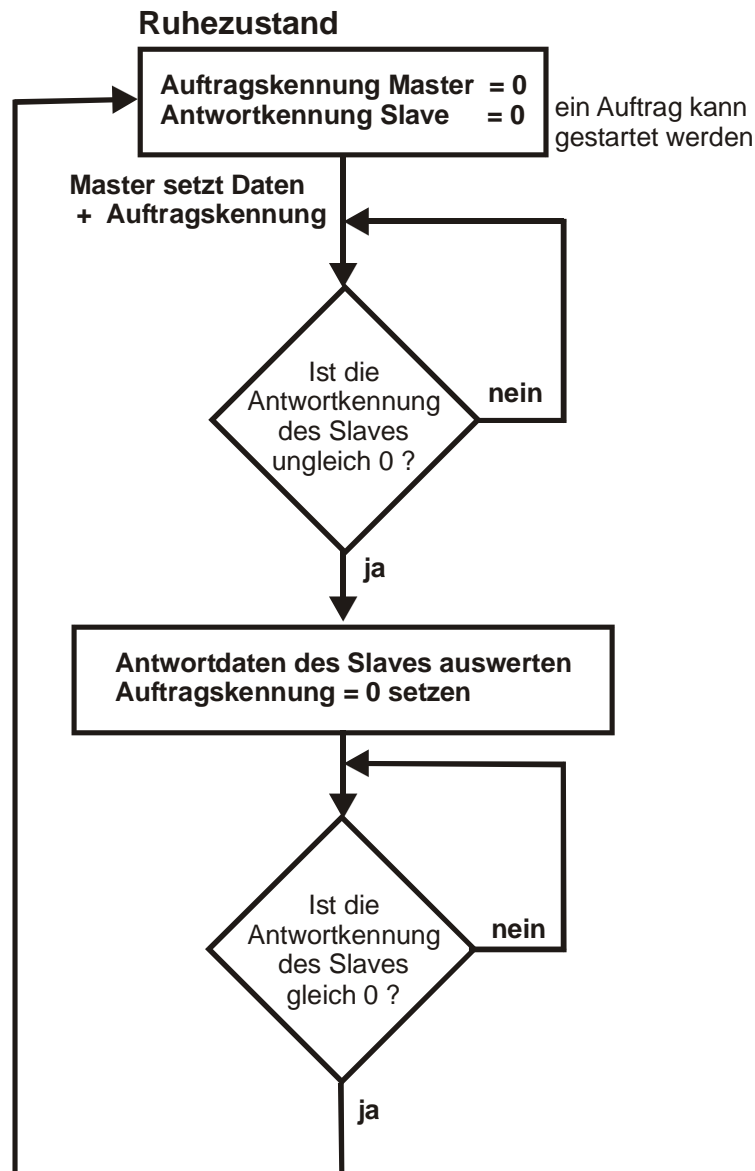 Ruhezustand
Auftragskennung Master = 0
Antwortkennung Slave = 0
ein Auftrag kann
gestartet werden
Master setzt Daten
+ Auftragskennung
Ist die
Antwortkennung
des Slaves
ungleich 0 ?
nein
ja
Antwortdaten des Slaves auswerten
Auftragskennung = 0 setzen
Ist die
Antwortkennung
des Slaves
gleich 0 ?
nein
ja